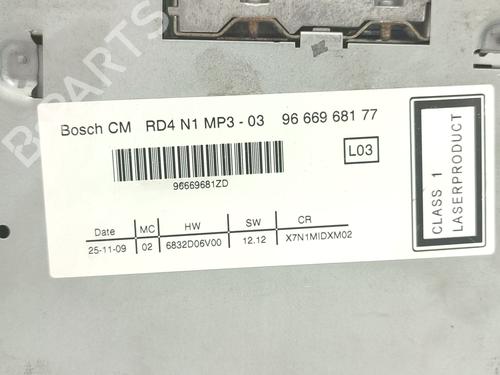 Bosch CM RD4 N1 MP3 - 03 96 669 681 77
L03
96669681ZD
Date MC HW SW CR
25-11-09 02 6832D06V00 12.12 X7N1MIDXM02
CLASS 1
LASERPRODUCT
B-PARTS